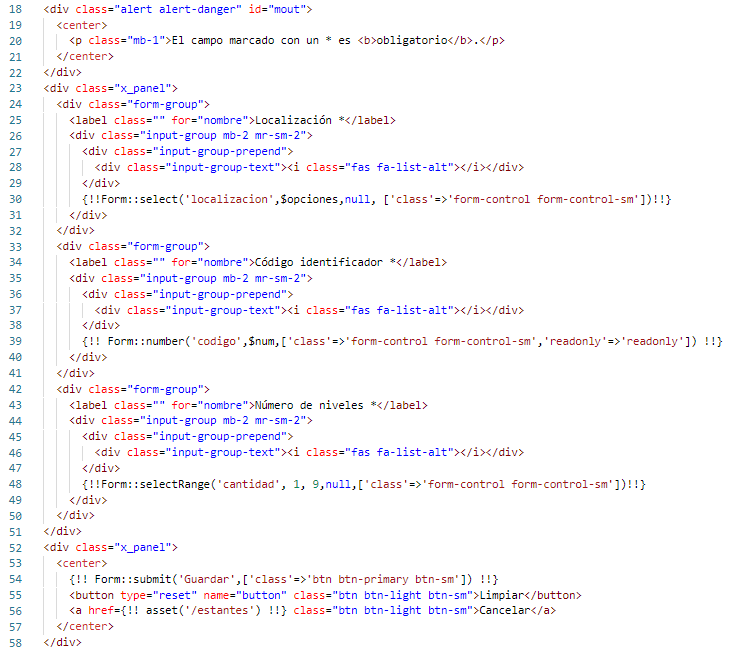 18 <div class="alert alert-danger" id="mout">
19 <center>
20 <p class="mb-1">El campo marcado con un * es <b>obligatorio</b>.</p>
21 </center>
22 </div>
23 <div class="x_panel">
24 <div class="form-group">
25 <label class="" for="nombre">Localización *</label>
26 <div class="input-group mb-2 mr-sm-2">
27 <div class="input-group-prepend">
28 <div class="input-group-text"><i class="fas fa-list-alt"></i></div>
29 </div>
30 {!!Form::select('localizacion',$opciones,null, ['class'=>'form-control form-control-sm'])!!}
31 </div>
32 </div>
33 <div class="form-group">
34 <label class="" for="nombre">Código identificador *</label>
35 <div class="input-group mb-2 mr-sm-2">
36 <div class="input-group-prepend">
37 <div class="input-group-text"><i class="fas fa-list-alt"></i></div>
38 </div>
39 {!! Form::number('codigo',$num,['class'=>'form-control form-control-sm','readonly'=>'readonly']) !!}
40 </div>
41 </div>
42 <div class="form-group">
43 <label class="" for="nombre">Número de niveles *</label>
44 <div class="input-group mb-2 mr-sm-2">
45 <div class="input-group-prepend">
46 <div class="input-group-text"><i class="fas fa-list-alt"></i></div>
47 </div>
48 {!!Form::selectRange('cantidad', 1, 9,null,['class'=>'form-control form-control-sm'])!!}
49 </div>
50 </div>
51 </div>
52 <div class="x_panel">
53 <center>
54 {!! Form::submit('Guardar',['class'=>'btn btn-primary btn-sm']) !!}
55 <button type="reset" name="button" class="btn btn-light btn-sm">Limpiar</button>
56 <a href={!! asset('/estantes') !!} class="btn btn-light btn-sm">Cancelar</a>
57 </center>
58 </div>